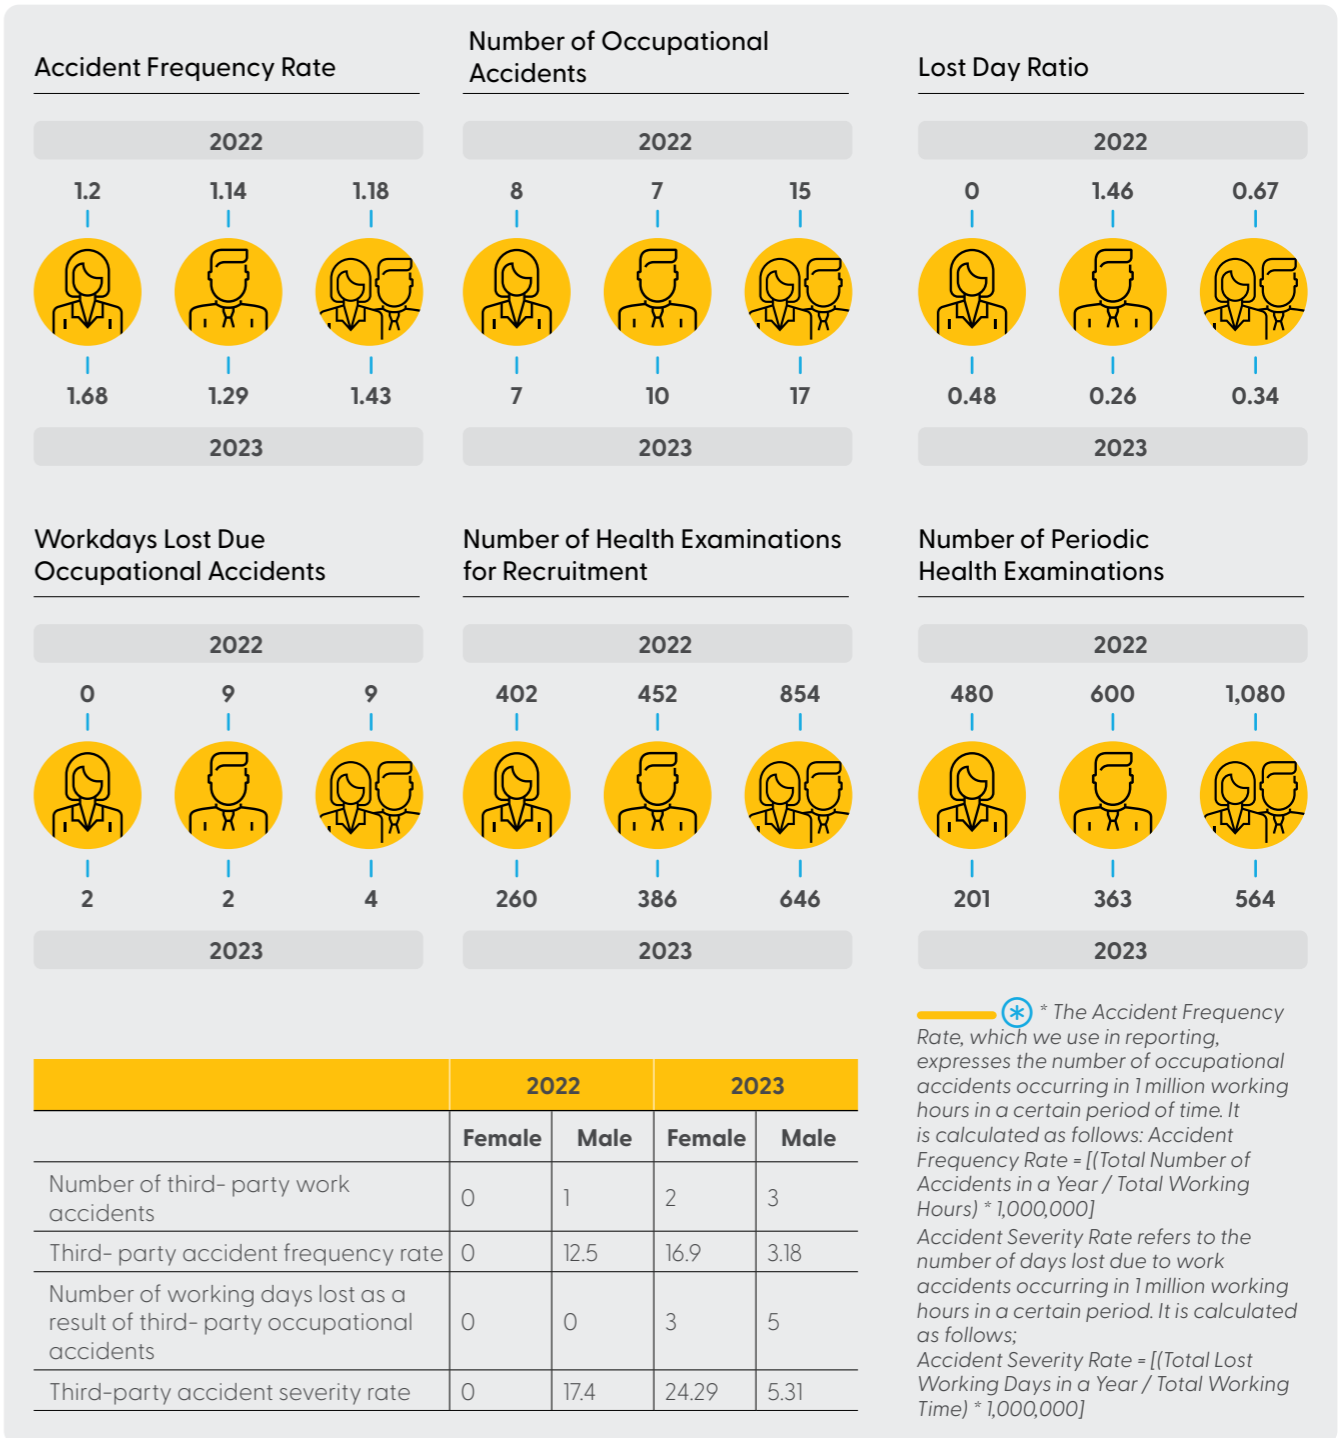 Accident Frequency Rate
2022
1.2 1.14 1.18
1.68 1.29 1.43
2023
Number of Occupational
Accidents
2022
8 7 15
7 10 17
2023
Lost Day Ratio
2022
0 1.46 0.67
0.48 0.26 0.34
2023
Workdays Lost Due
Occupational Accidents
2022
0 9 9
2 2 4
2023
Number of Health Examinations
for Recruitment
2022
402 452 854
260 386 646
2023
Number of Periodic
Health Examinations
2022
480 600 1,080
201 363 564
2023
2022 2023
Female Male Female Male
Number of third- party work
accidents
0 1 2 3
Third- party accident frequency rate 0 12.5 16.9 3.18
Number of working days lost as a
result of third- party occupational
accidents
0 0 3 5
Third-party accident severity rate 0 17.4 24.29 5.31
* The Accident Frequency
Rate, which we use in reporting,
expresses the number of occupational
accidents occurring in 1 million working
hours in a certain period of time. It
is calculated as follows: Accident
Frequency Rate = [(Total Number of
Accidents in a Year / Total Working
Hours) * 1,000,000]
Accident Severity Rate refers to the
number of days lost due to work
accidents occurring in 1 million working
hours in a certain period. It is calculated
as follows;
Accident Severity Rate = [(Total Lost
Working Days in a Year / Total Working
Time) * 1,000,000]